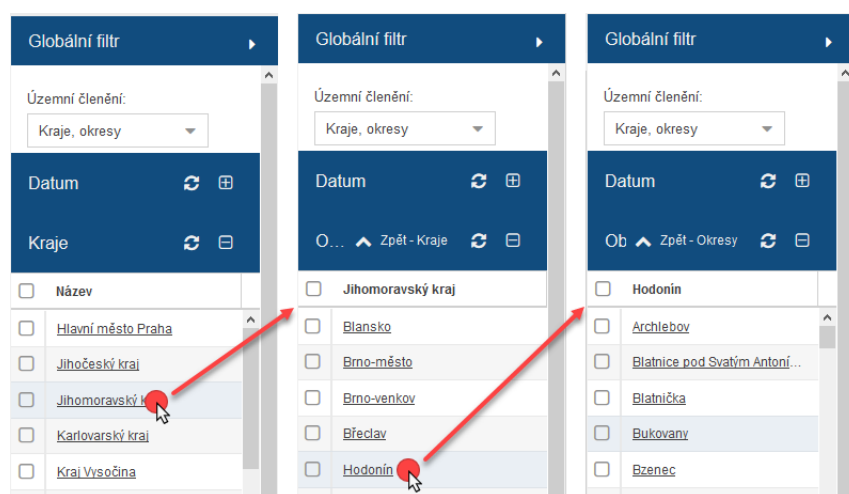 Globální filtr
Územní členění:
Kraje, okresy
Datum
Kraje
Název
Hlavní město Praha
Jihočeský kraj
Jihomoravský k
Karlovarský kraj
Kraj Vysočina
Globální filtr
Územní členění:
Kraje, okresy
Datum
O... Zpět - Kraje
Jihomoravský kraj
Blansko
Brno-město
Brno-venkov
Břeclav
Hodonín
Globální filtr
Územní členění:
Kraje, okresy
Datum
Ob Zpět - Okresy
Hodonín
Archlebov
Blatnice pod Svatým Antoní...
Blatnička
Bukovany
Bzenec